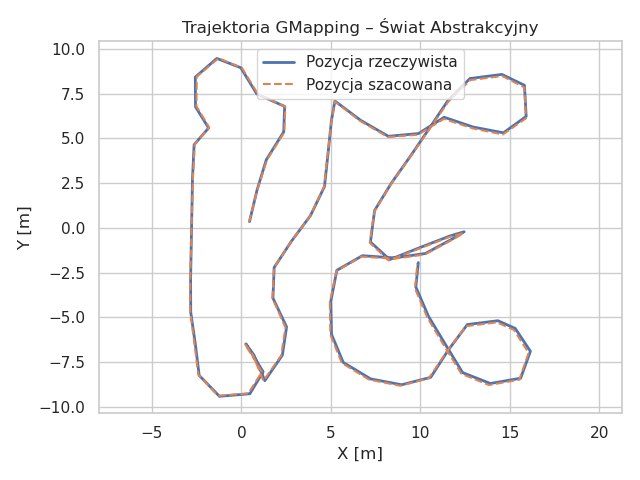 Trajektoria GMapping – Świat Abstrakcyjny
Pozycja rzeczywista
Pozycja szacowana
10.0
7.5
5.0
2.5
0.0
−2.5
−5.0
−7.5
−10.0
Y [m]
−5 0 5 10 15 20
X [m]